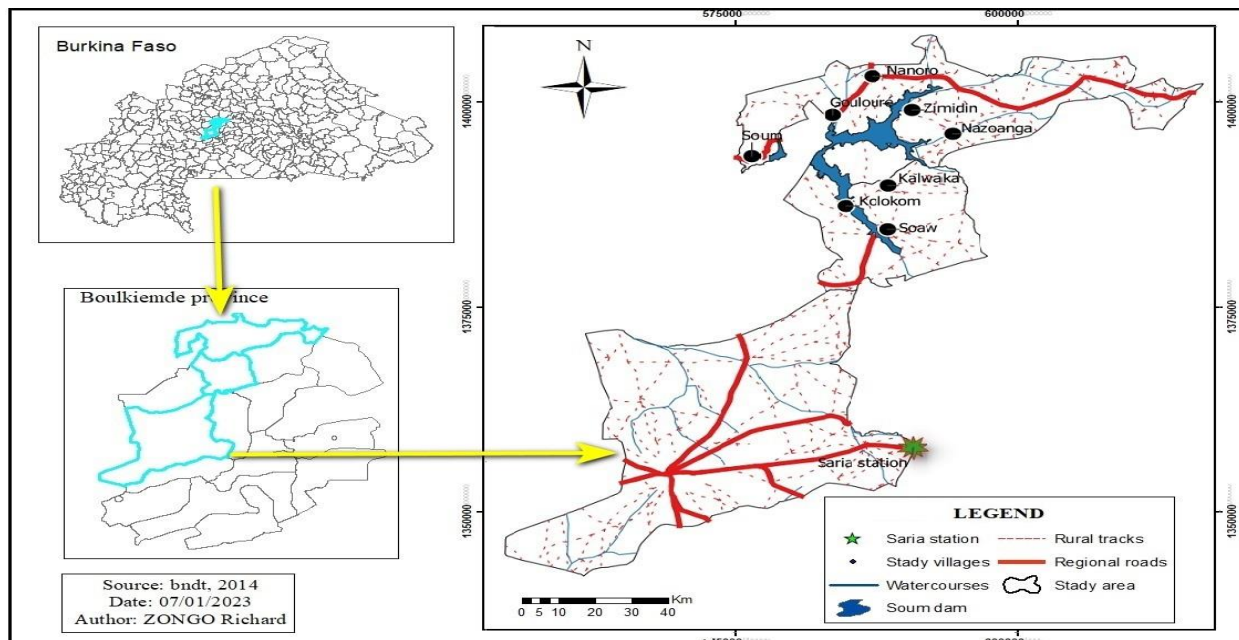 Burkina Faso
Boulkiemde province
Source: bndt, 2014
Date: 07/01/2023
Author: ZONGO Richard
575000
600000
N
1400000
1375000
1350000
1400000
1375000
1350000
Nanoro
Gouloure
Zimidin
Soum
Nazoanga
Kalwaka
Kclokom
Soaw
Saria station
LEGEND
Saria station
Rural tracks
Stady villages
Regional roads
Watercourses
Stady area
Soum dam
Km
0 5 10 20 30 40